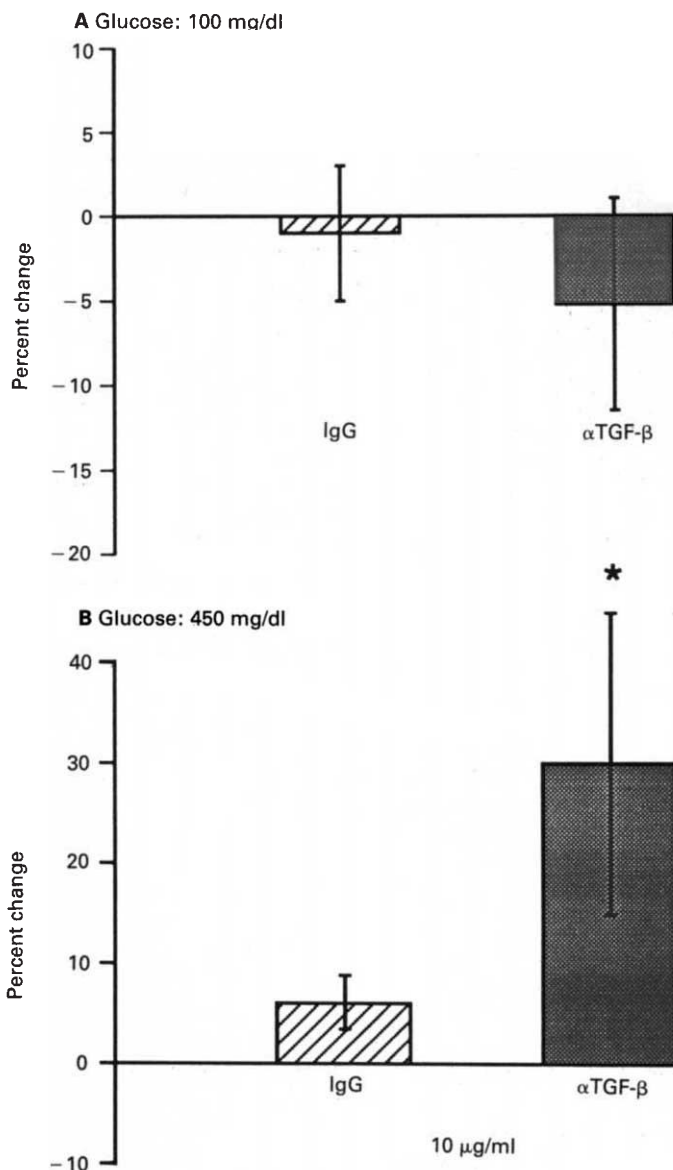 A Glucose: 100 mg/dl
10
5
0
−5
−10
−15
−20
Percent change
IgG
αTGF-β
*
B Glucose: 450 mg/dl
40
30
20
10
0
−10
Percent change
IgG
αTGF-β
10 μg/ml